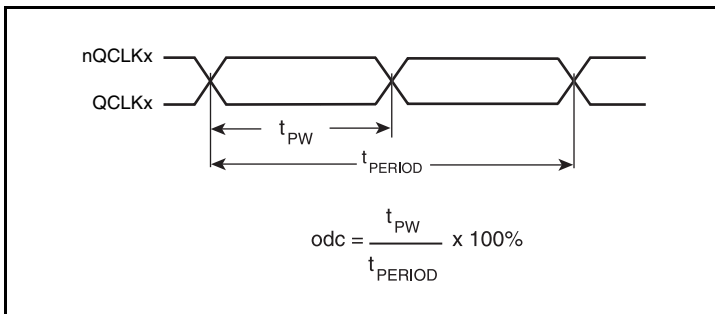 nQCLKx
QCLKx
tPW
tPERIOD
odc = tPW / tPERIOD x 100%